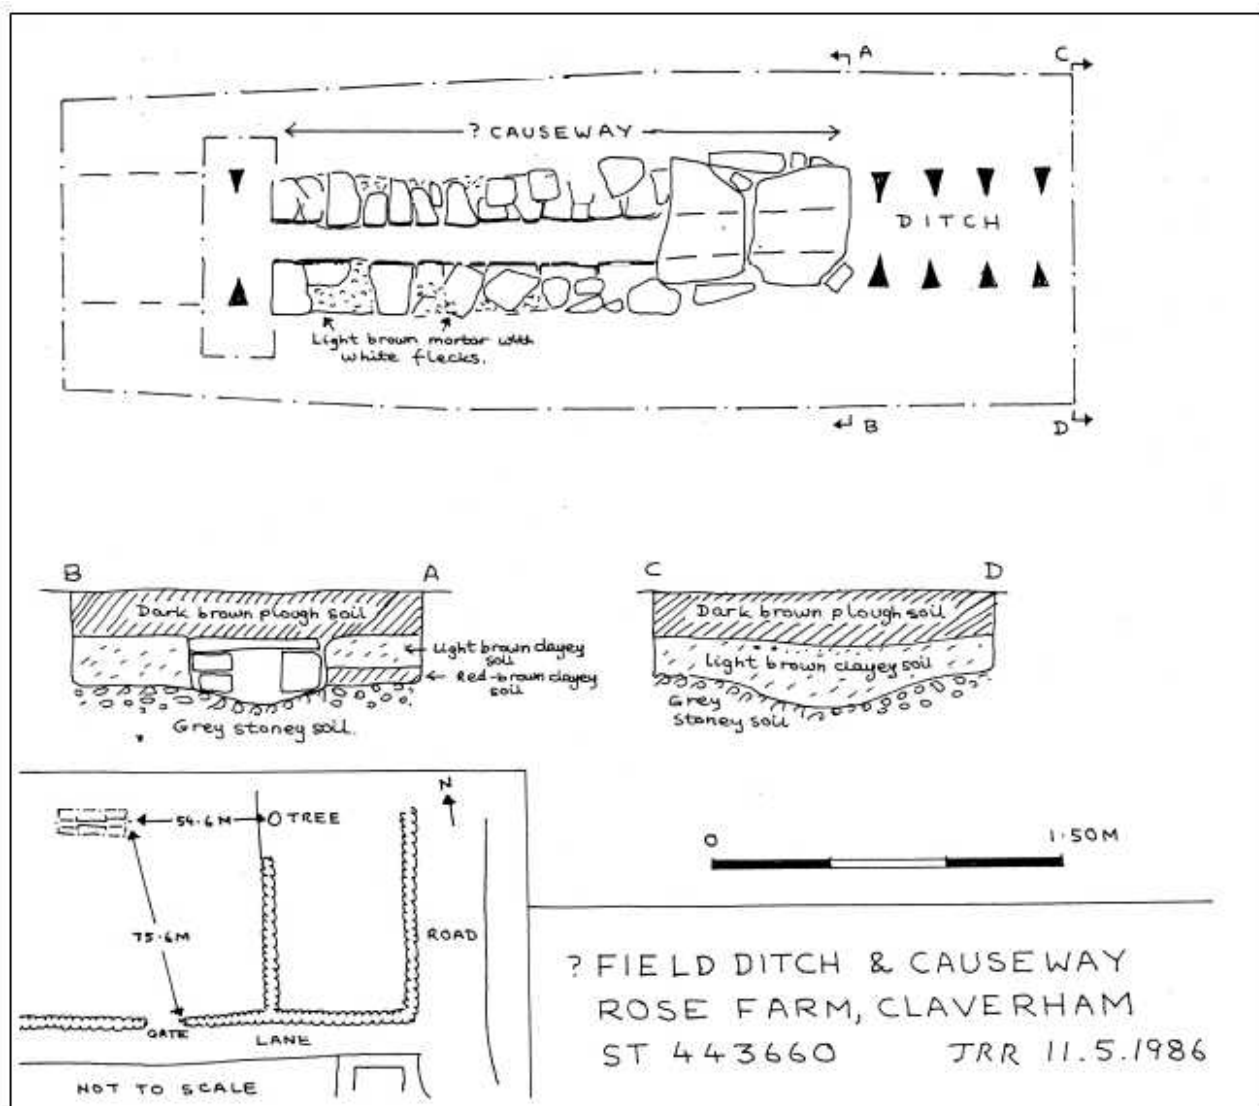 A
C
? CAUSEWAY
DITCH
Light brown mortar with
white flecks.
B
D
B
A
Dark brown plough soil
Light brown clayey
soil
Red-brown clayey
soil
Grey stoney soil.
C
D
Dark brown plough soil
Light brown clayey soil
Grey
Stoney soil
N
54.6M
TREE
75.6M
ROAD
GATE
LANE
NOT TO SCALE
0
1.50M
? FIELD DITCH & CAUSEWAY
ROSE FARM, CLAVERHAM
ST 443660
JRR 11.5.1986